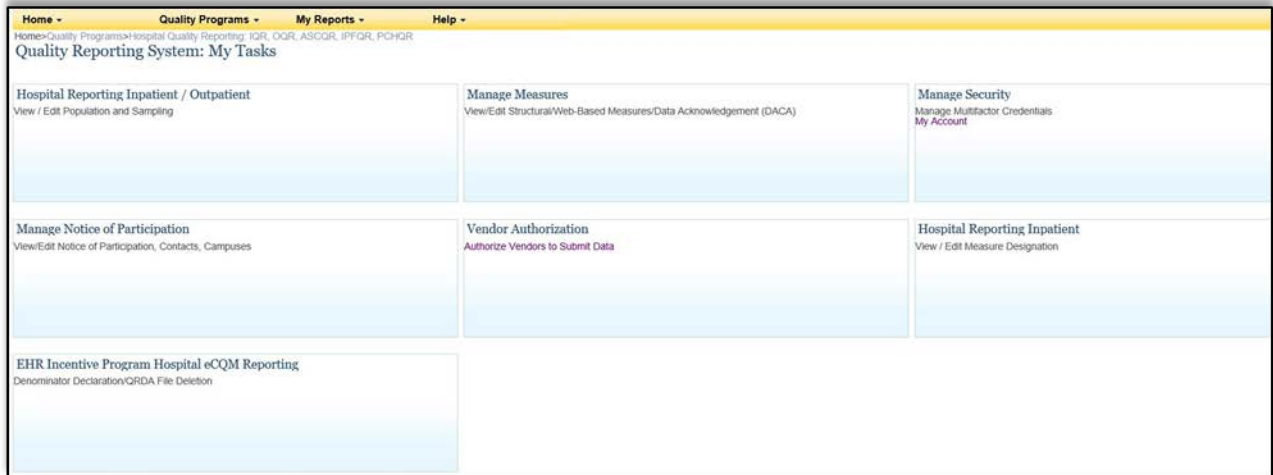 Home Quality Programs My Reports Help
Home>Quality Programs>Hospital Quality Reporting: IQR, OQR, ASCQR, IPFQR, PCHQR
Quality Reporting System: My Tasks
Hospital Reporting Inpatient / Outpatient
View / Edit Population and Sampling
Manage Measures
View/Edit Structural/Web-Based Measures/Data Acknowledgement (DACA)
Manage Security
Manage Multifactor Credentials
My Account
Manage Notice of Participation
View/Edit Notice of Participation, Contacts, Campuses
Vendor Authorization
Authorize Vendors to Submit Data
Hospital Reporting Inpatient
View / Edit Measure Designation
EHR Incentive Program Hospital eCQM Reporting
Denominator Declaration/QRDA File Deletion